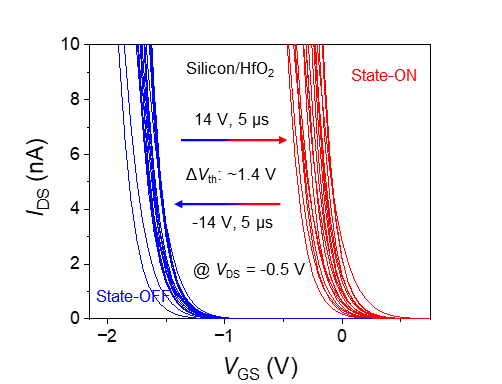 10
8
6
4
2
0
I_DS (nA)
Silicon/HfO₂
State-ON
14 V, 5 μs
ΔV_th: ~1.4 V
-14 V, 5 μs
@ V_DS = -0.5 V
State-OFF
−2
−1
0
V_GS (V)